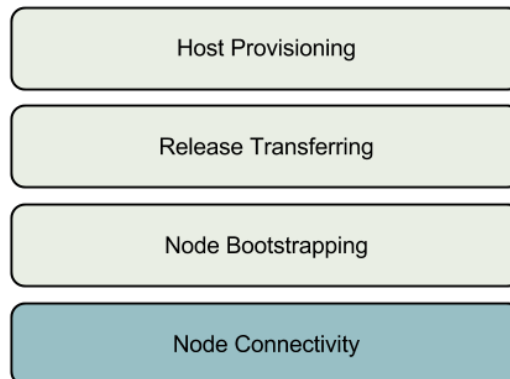 Host Provisioning
Release Transferring
Node Bootstrapping
Node Connectivity